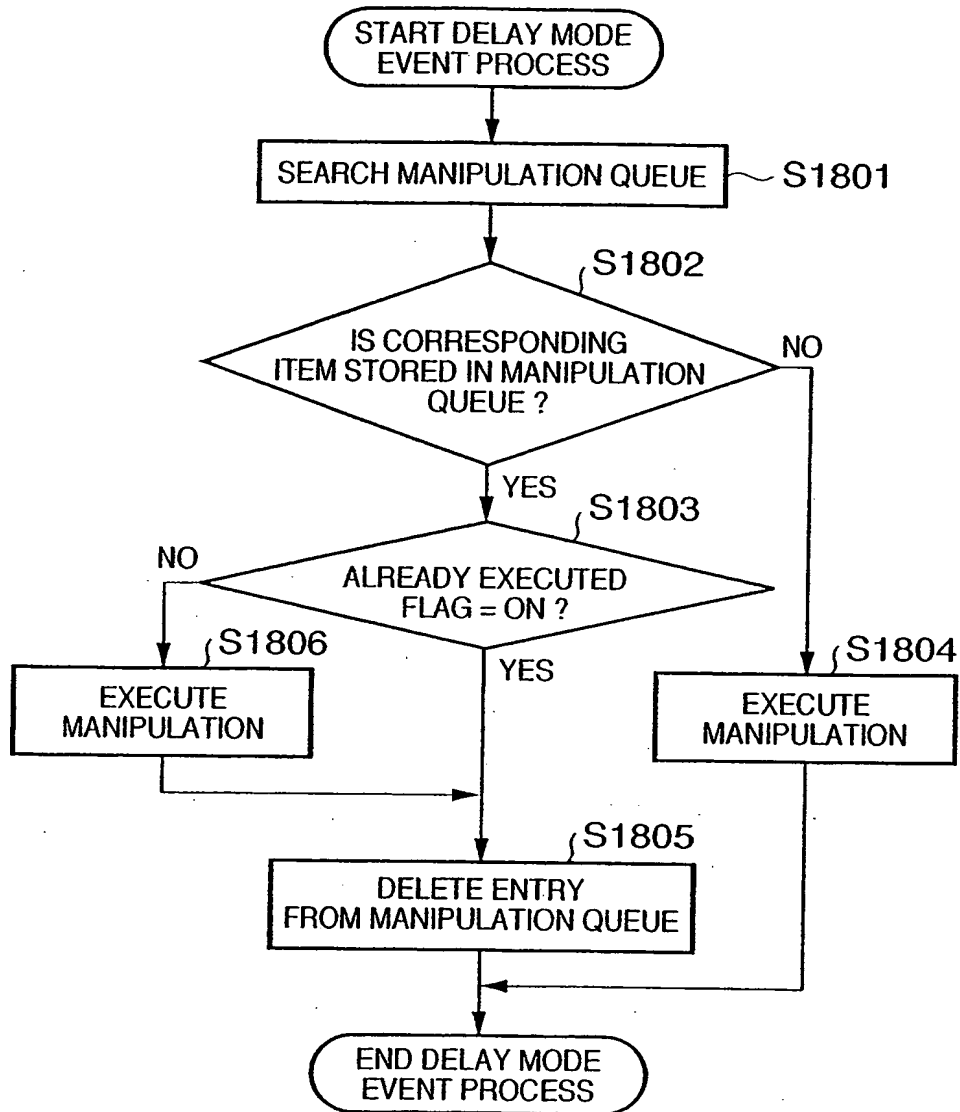 START DELAY MODE
EVENT PROCESS
SEARCH MANIPULATION QUEUE
S1801
S1802
IS CORRESPONDING
ITEM STORED IN MANIPULATION
QUEUE ?
NO
YES
S1803
NO
ALREADY EXECUTED
FLAG = ON ?
YES
S1806
EXECUTE
MANIPULATION
S1804
EXECUTE
MANIPULATION
S1805
DELETE ENTRY
FROM MANIPULATION QUEUE
END DELAY MODE
EVENT PROCESS